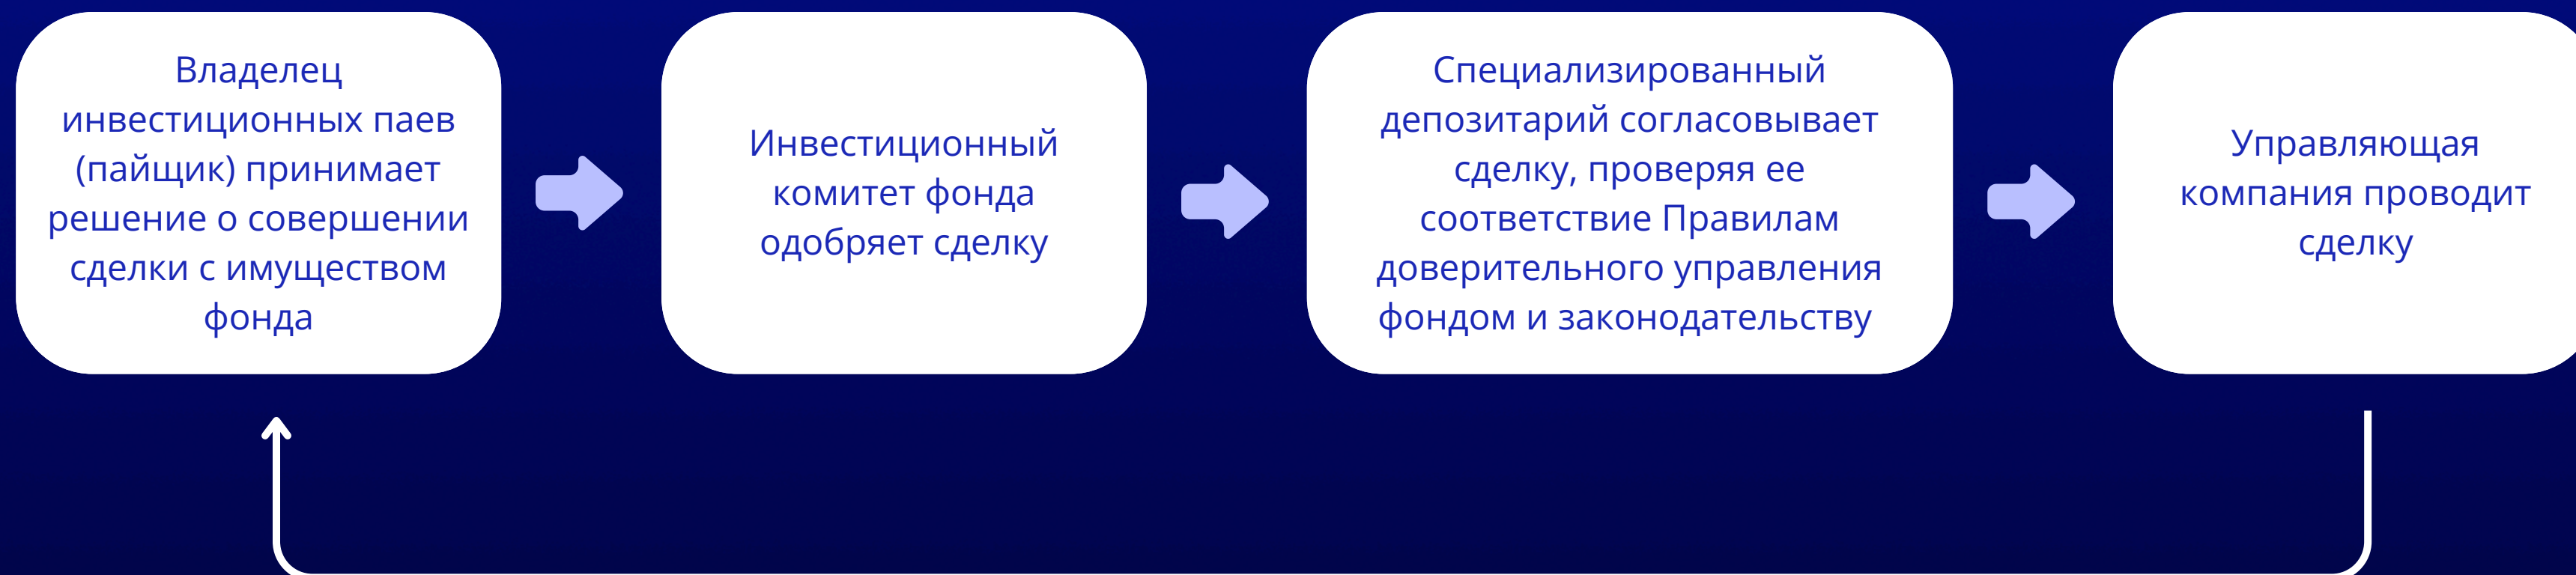 Владелец
инвестиционных паев
(пайщик) принимает
решение о совершении
сделки с имуществом
фонда
Инвестиционный
комитет фонда
одобряет сделку
Специализированный
депозитарий согласовывает
сделку, проверяя ее
соответствие Правилам
доверительного управления
фондом и законодательству
Управляющая
компания проводит
сделку